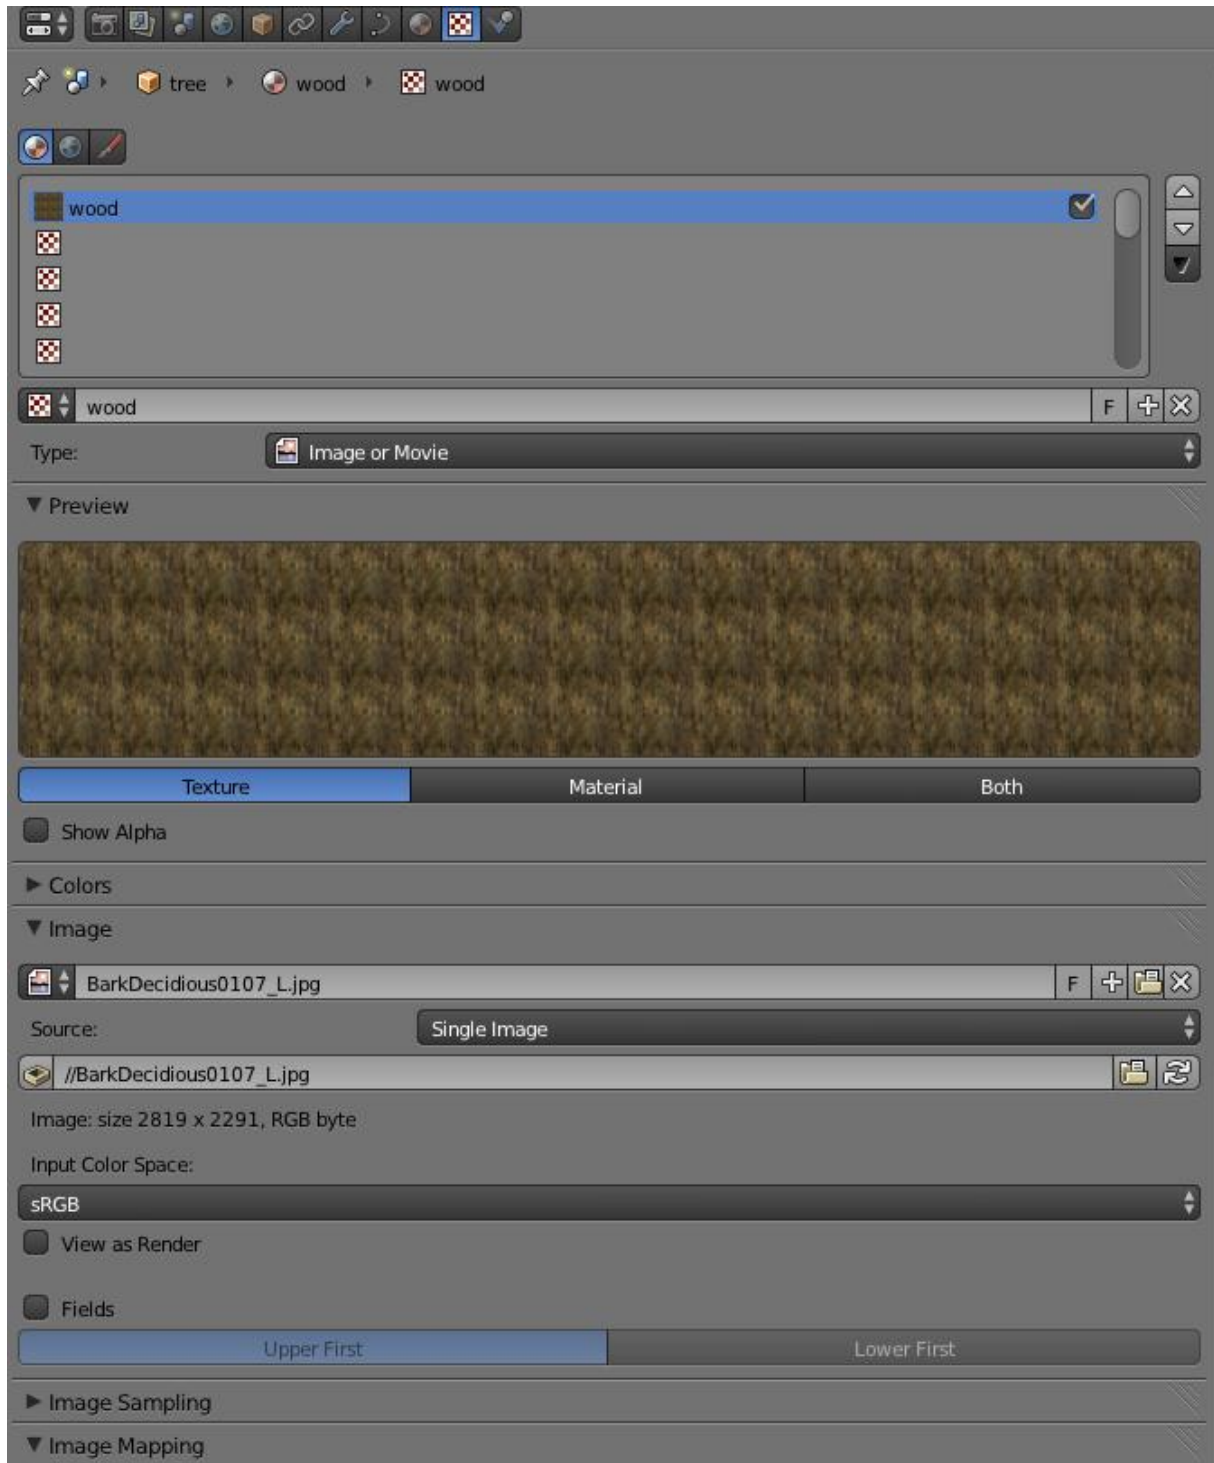 tree wood wood
wood
wood F
Type: Image or Movie
Preview
Texture Material Both
Show Alpha
Colors
Image
BarkDecidious0107_L.jpg F
Source: Single Image
//BarkDecidious0107_L.jpg
Image: size 2819 x 2291, RGB byte
Input Color Space:
sRGB
View as Render
Fields
Upper First Lower First
Image Sampling
Image Mapping